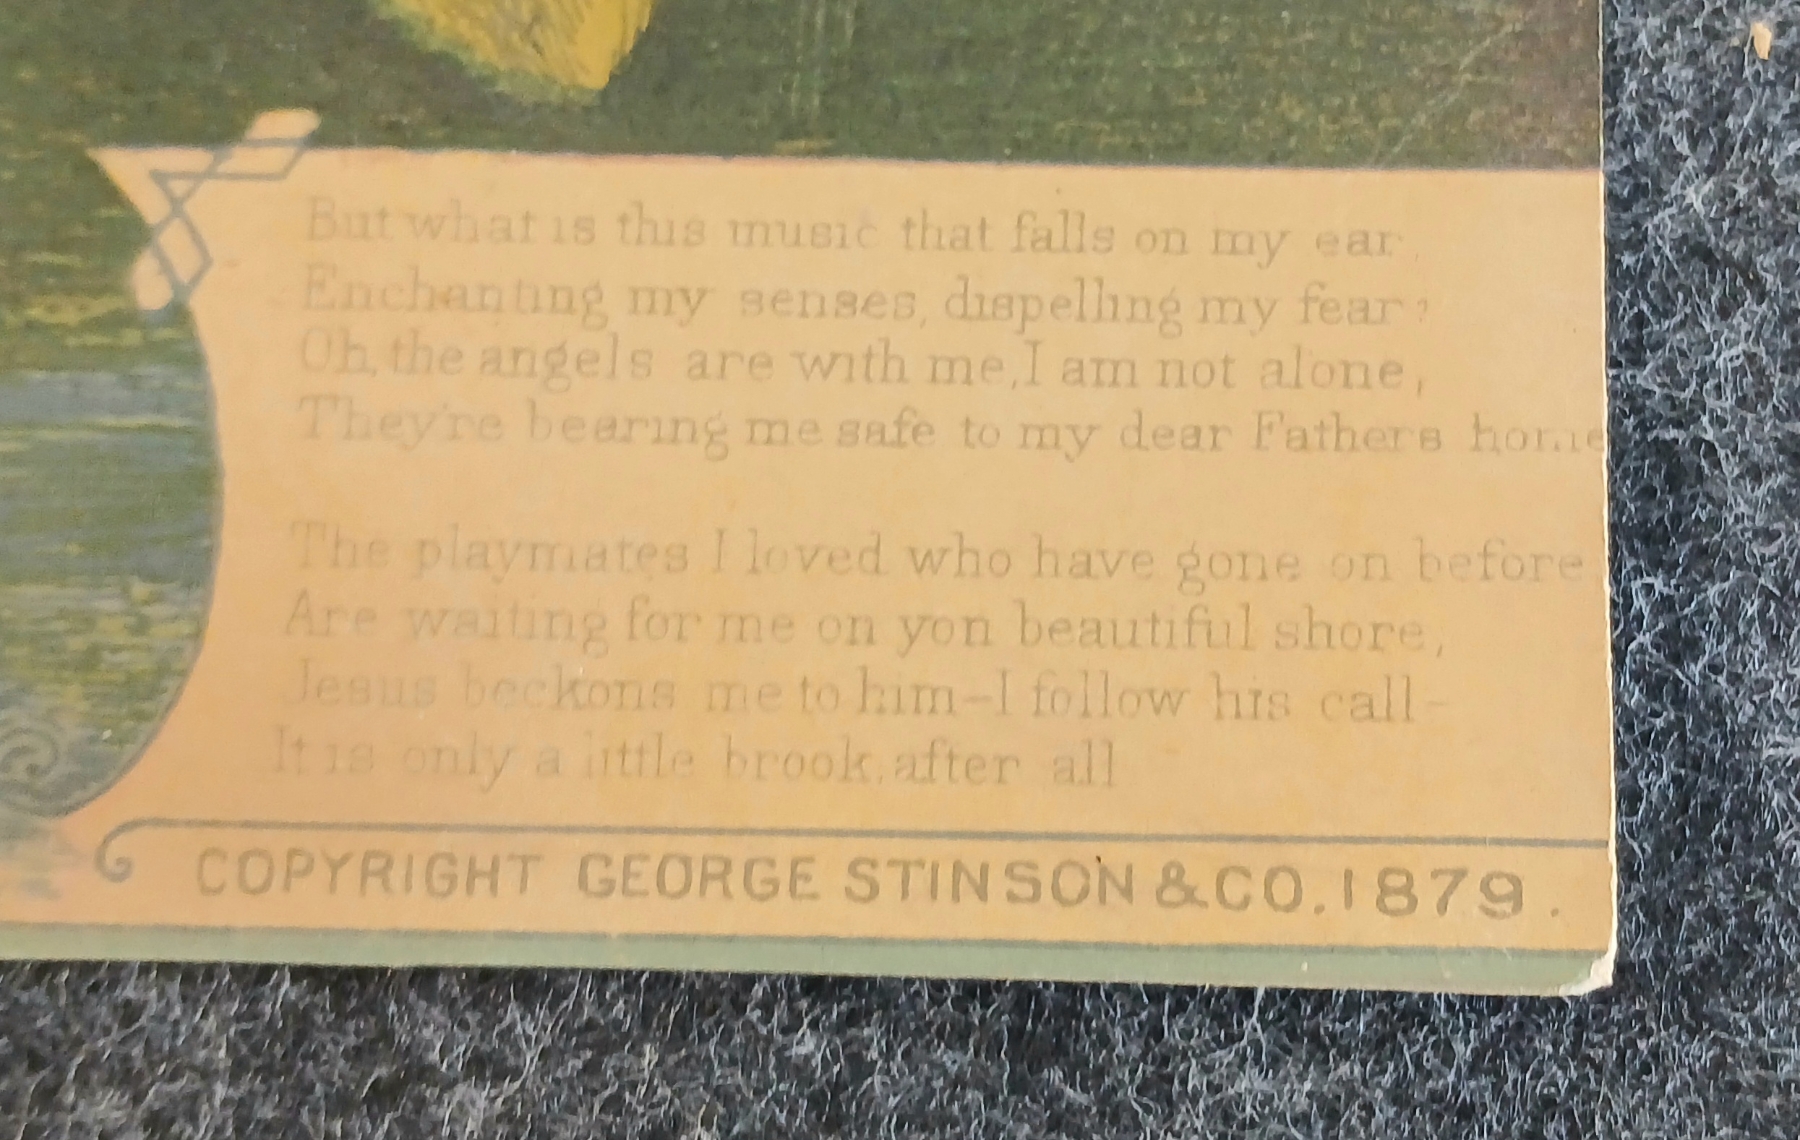 But what is this music that falls on my ear,
Enchanting my senses, dispelling my fear?
Oh, the angels are with me, I am not alone,
They're bearing me safe to my dear Fathers home
The playmates I loved who have gone on before
Are waiting for me on yon beautiful shore,
Jesus beckons me to him-I follow his call-
It is only a little brook, after all
COPYRIGHT GEORGE STINSON & CO. 1879.